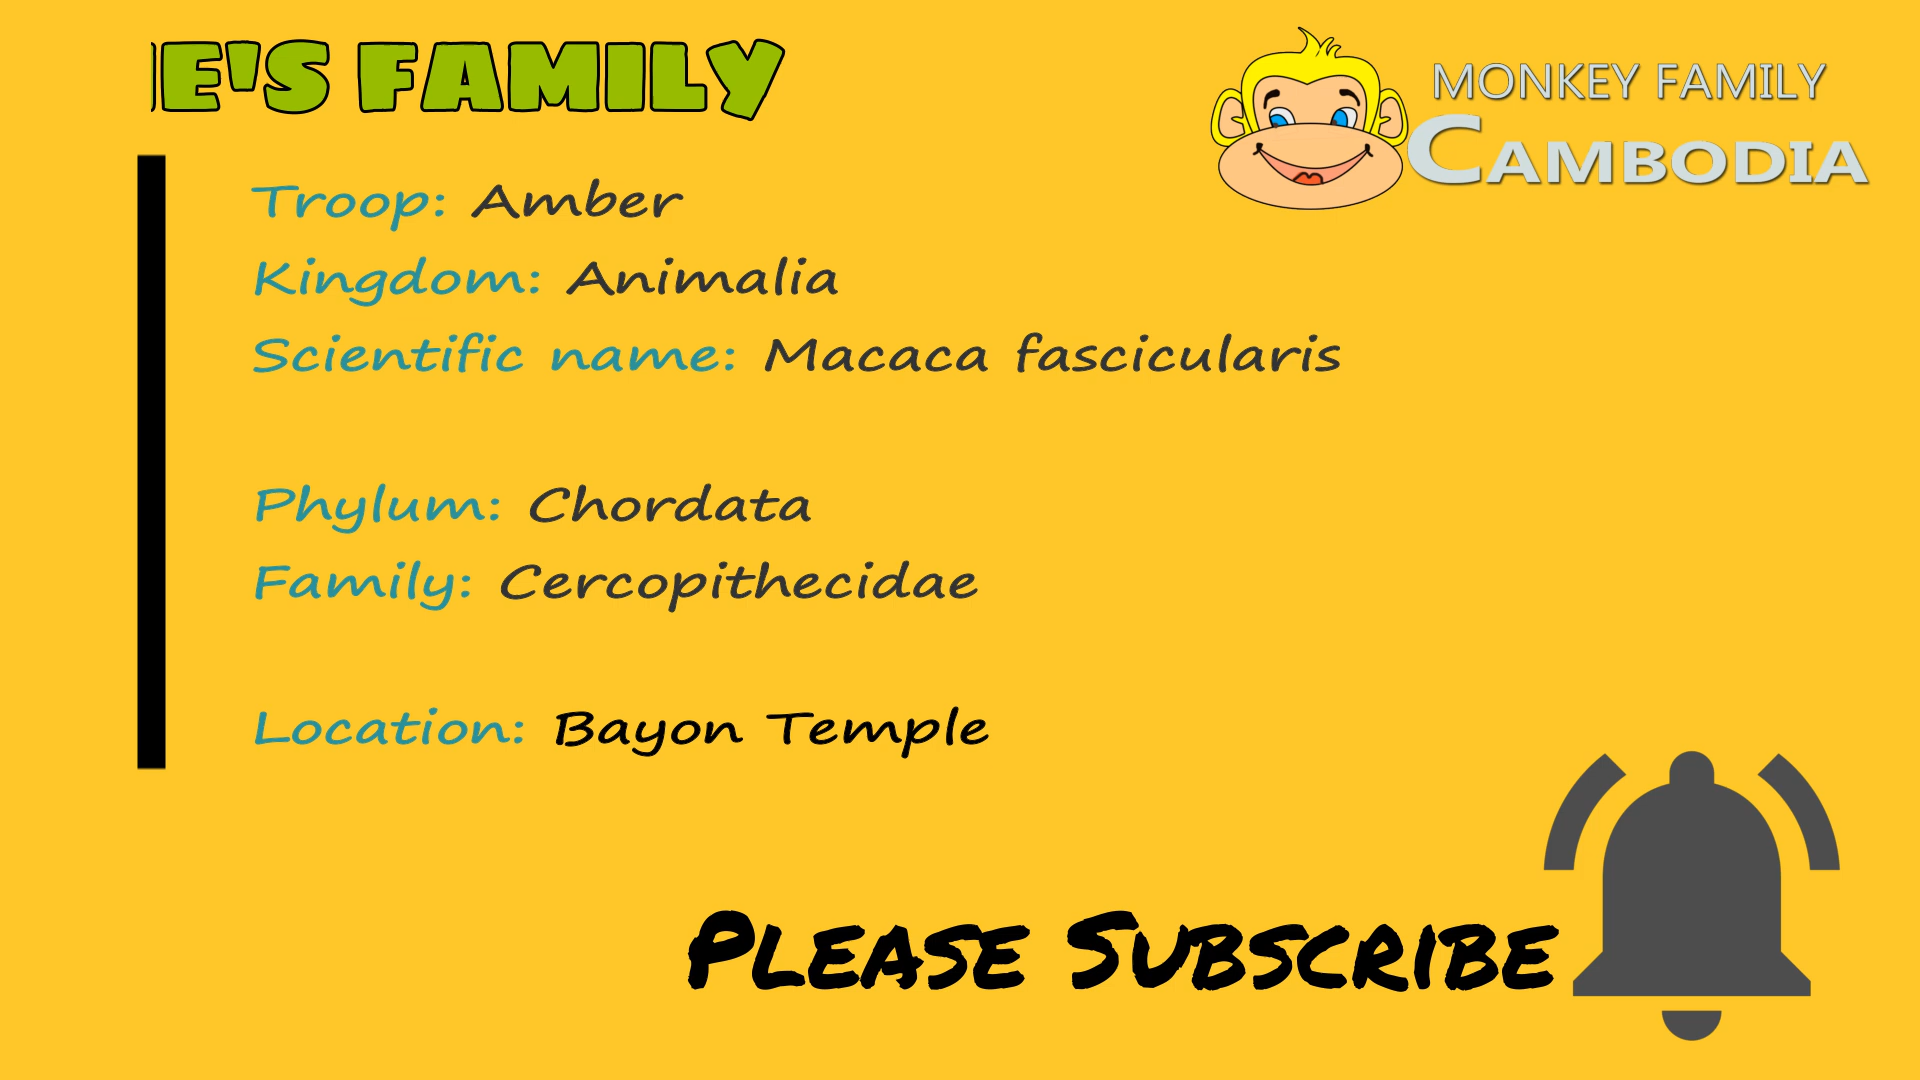 E'S FAMILY
MONKEY FAMILY
CAMBODIA
Troop: Amber
Kingdom: Animalia
Scientific name: Macaca fascicularis
Phylum: Chordata
Family: Cercopithecidae
Location: Bayon Temple
PLEASE SUBSCRIBE